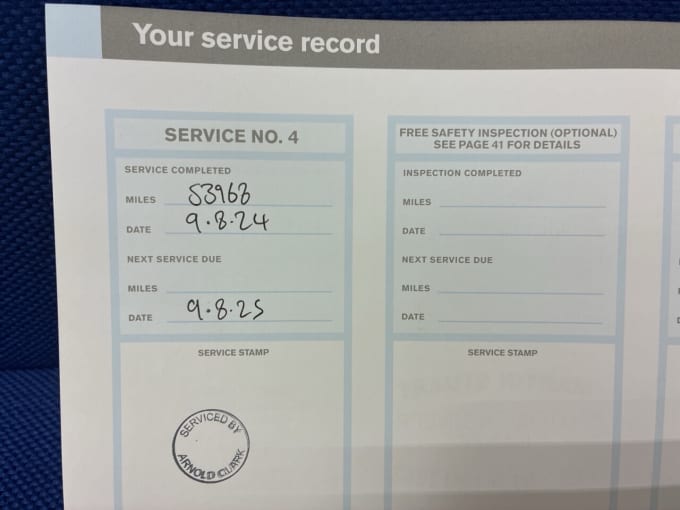 Your service record
SERVICE NO. 4
SERVICE COMPLETED
MILES 53963
DATE 9.8.24
NEXT SERVICE DUE
MILES
DATE 9.8.25
SERVICE STAMP
SERVICED BY
ARNOLD CLARK
FREE SAFETY INSPECTION (OPTIONAL)
SEE PAGE 41 FOR DETAILS
INSPECTION COMPLETED
MILES
DATE
NEXT SERVICE DUE
MILES
DATE
SERVICE STAMP